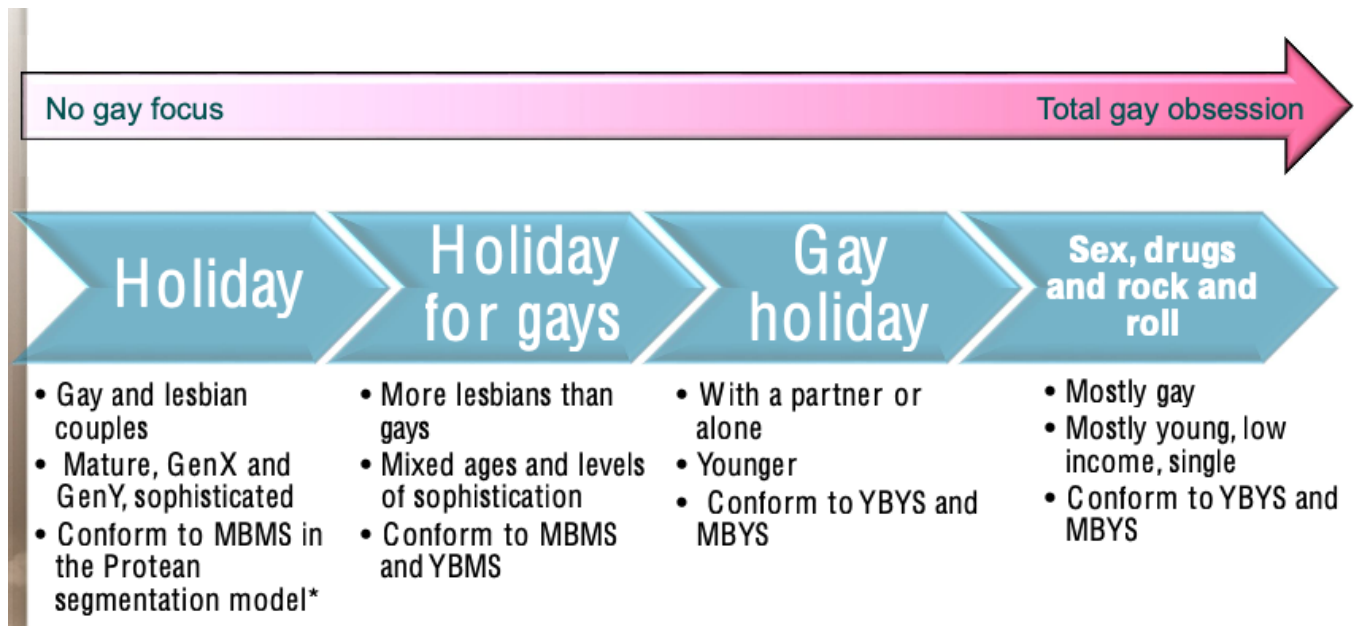 No gay focus
Total gay obsession
Holiday
Holiday
for gays
Gay
holiday
Sex, drugs
and rock and
roll
• Gay and lesbian
couples
• Mature, GenX and
GenY, sophisticated
• Conform to MBMS in
the Protean
segmentation model*
• More lesbians than
gays
• Mixed ages and levels
of sophistication
• Conform to MBMS
and YBMS
• With a partner or
alone
• Younger
• Conform to YBYS and
MBYS
• Mostly gay
• Mostly young, low
income, single
• Conform to YBYS and
MBYS